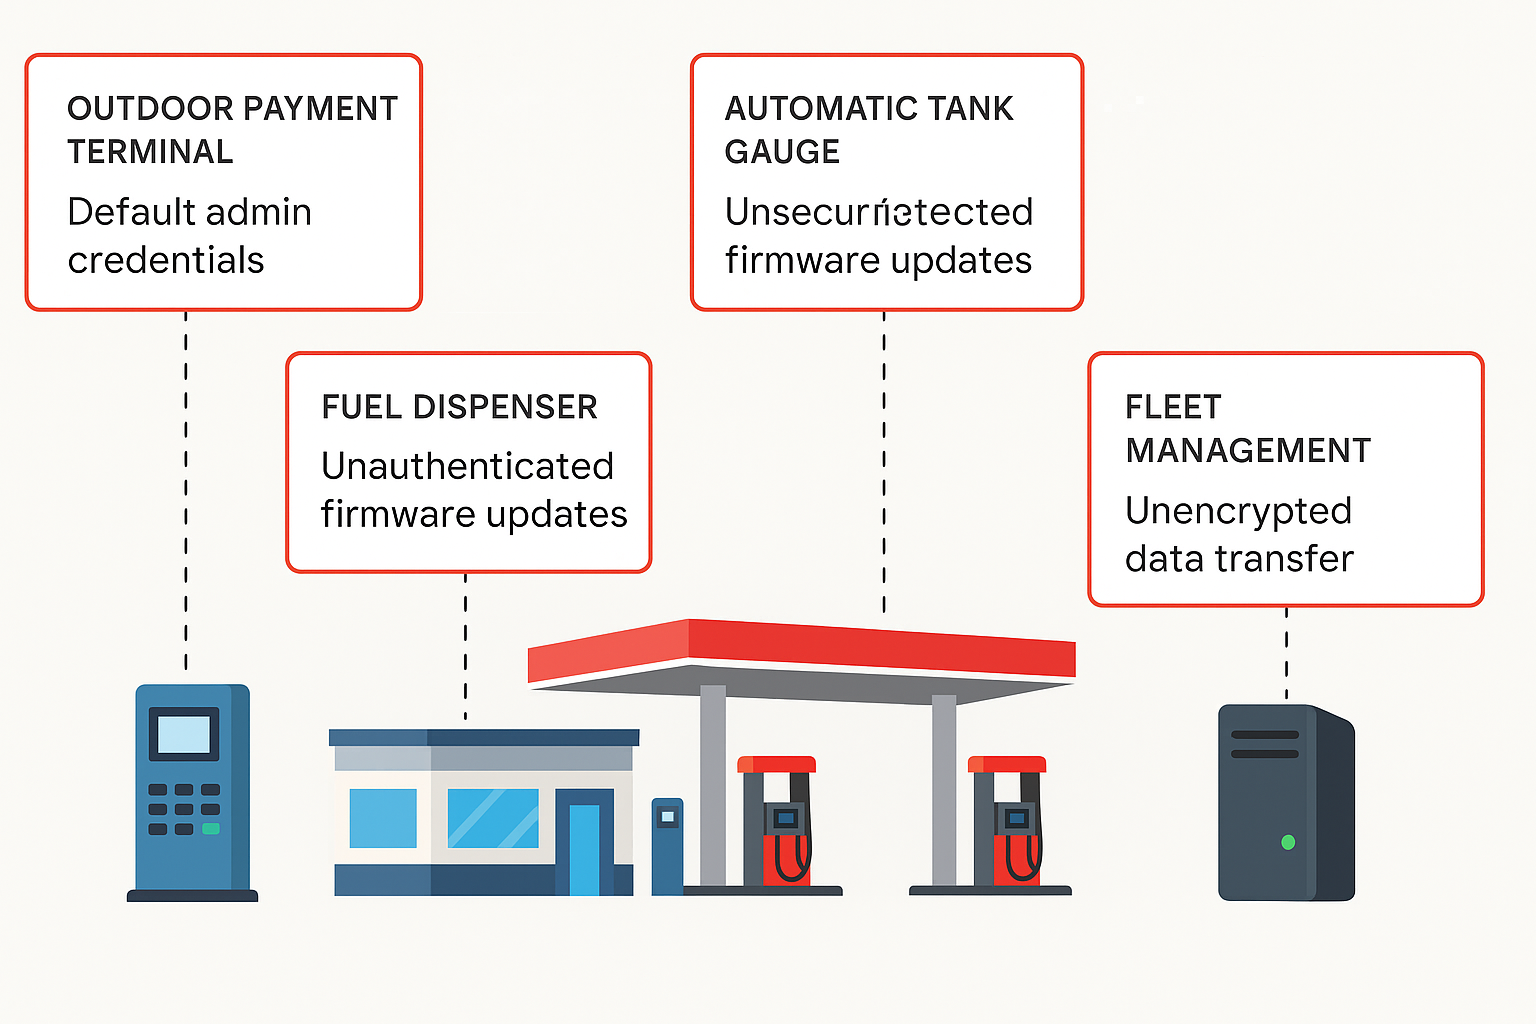 OUTDOOR PAYMENT
TERMINAL
Default admin
credentials
AUTOMATIC TANK
GAUGE
firmware updates
FUEL DISPENSER
Unauthenticated
firmware updates
FLEET
MANAGEMENT
Unencrypted
data transfer